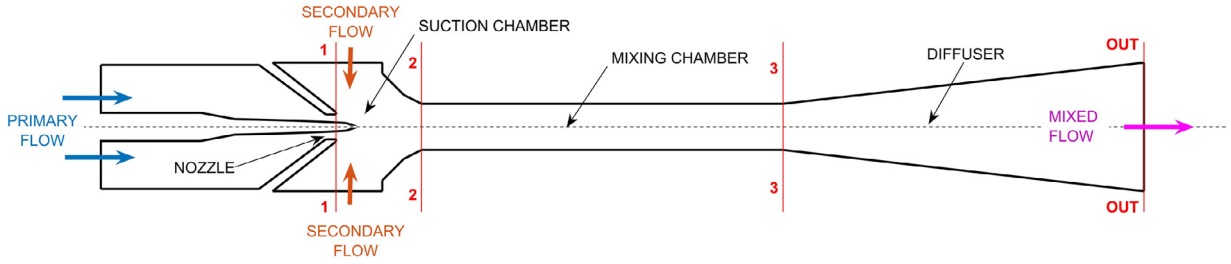 SECONDARY
FLOW
SUCTION CHAMBER
OUT
1
2
MIXING CHAMBER
3
DIFFUSER
PRIMARY
FLOW
MIXED
FLOW
NOZZLE
1
2
3
OUT
SECONDARY
FLOW